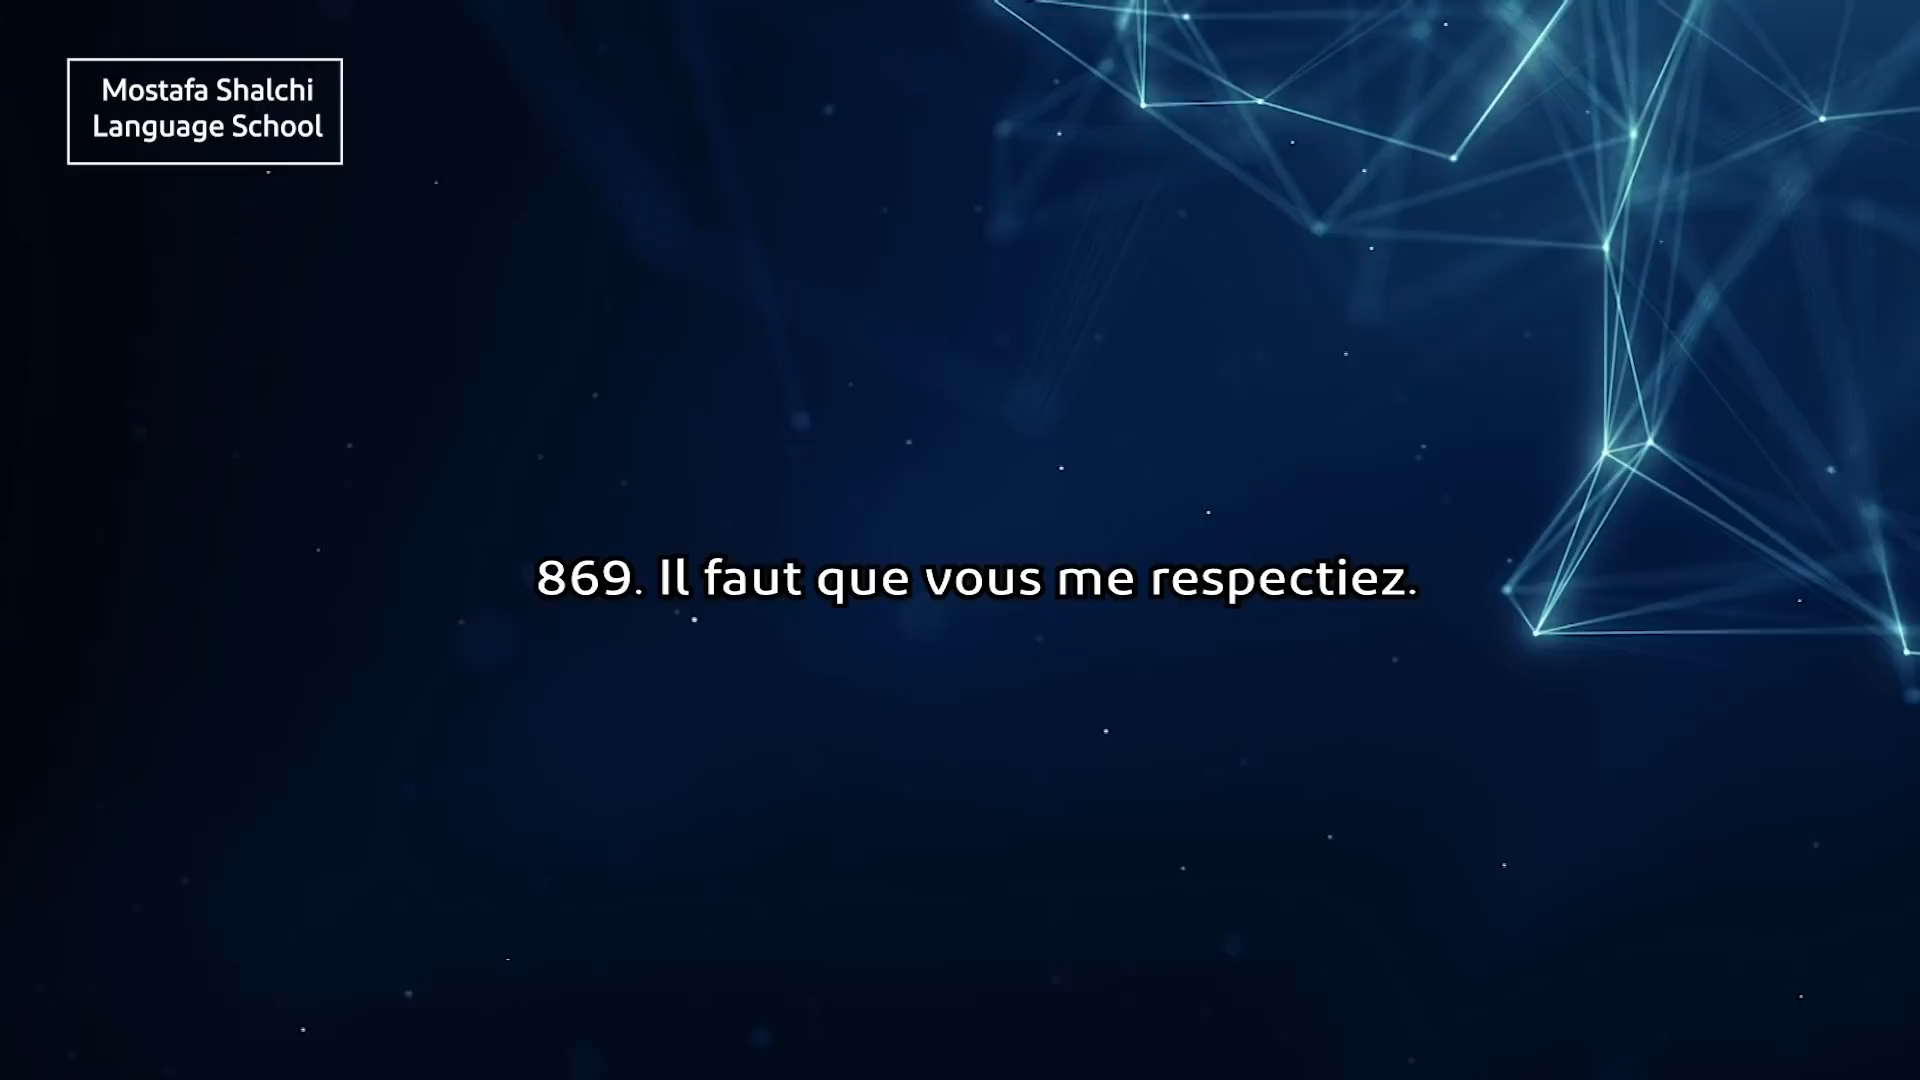 Mostafa Shalchi
Language School
869. Il faut que vous me respectiez.